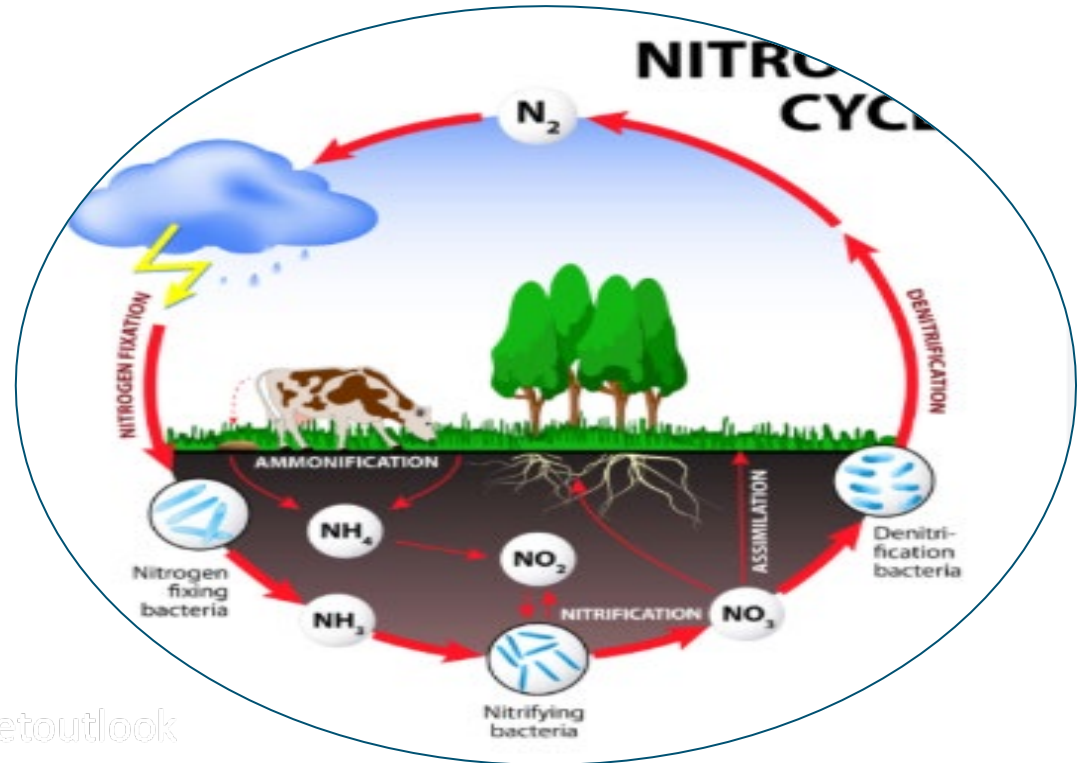 NITRO
CYCL
N₂
NITROGEN FIXATION
DENITRIFICATION
AMMONIFICATION
NH₄
NO₂
ASSIMILATION
Denitri-
fication
bacteria
Nitrogen
fixing
bacteria
NH₃
NITRIFICATION
NO₃
Nitrifying
bacteria
etoutlook